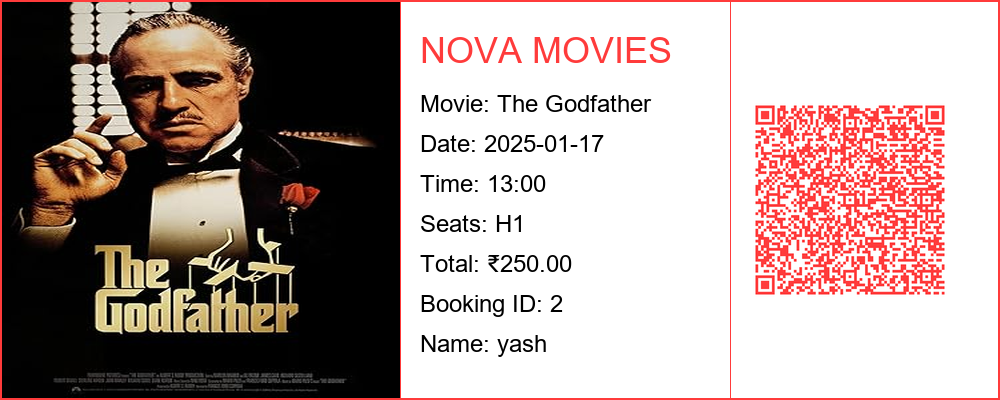 The
Godfather
NOVA MOVIES
Movie: The Godfather
Date: 2025-01-17
Time: 13:00
Seats: H1
Total: ₹250.00
Booking ID: 2
Name: yash